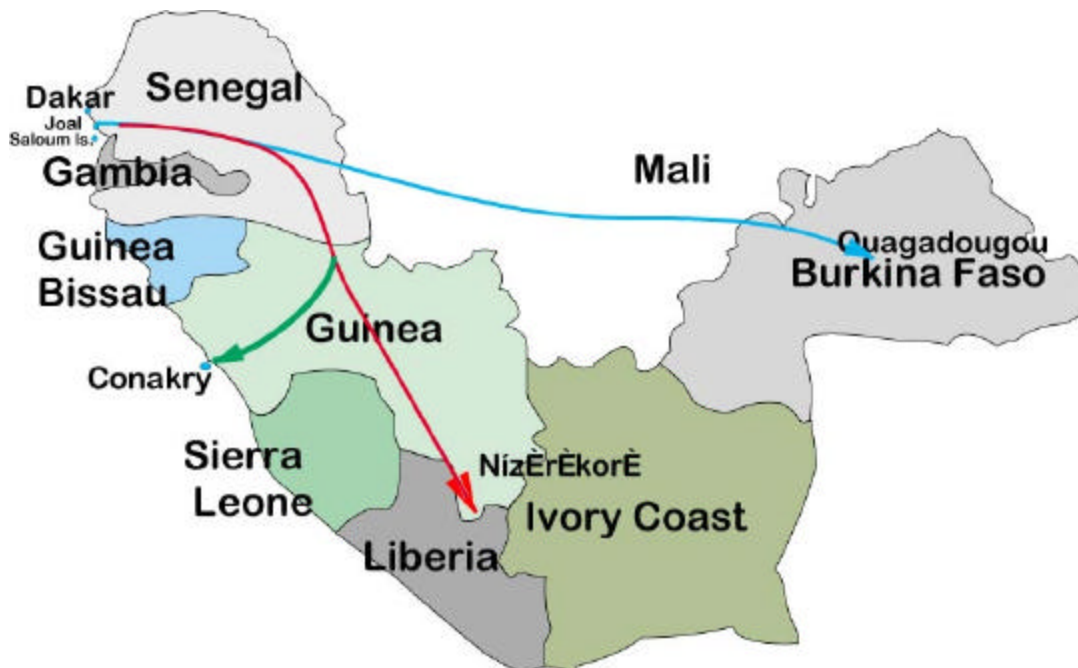 Senegal
Dakar
Joal
Saloum Is.
Gambia
Mali
Guinea
Bissau
Ouagadougou
Burkina Faso
Guinea
Conakry
Sierra
Leone
NízÈrÈkorÈ
Ivory Coast
Liberia